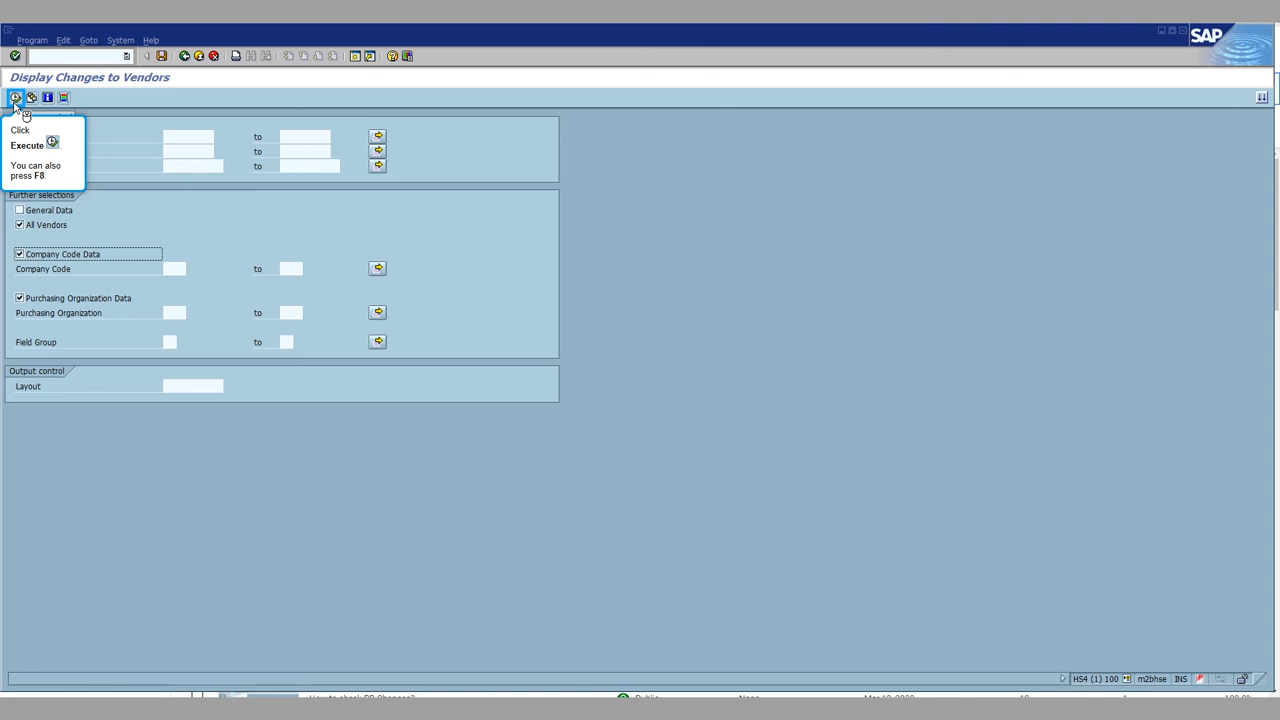 SAP
Program Edit Goto System Help
Display Changes to Vendors
Click
Execute .
You can also
press F8.
to
to
to
Further selections
General Data
All Vendors
Company Code Data
Company Code to
Purchasing Organization Data
Purchasing Organization to
Field Group to
Output control
Layout
HS4 (1) 100 m2bhse INS